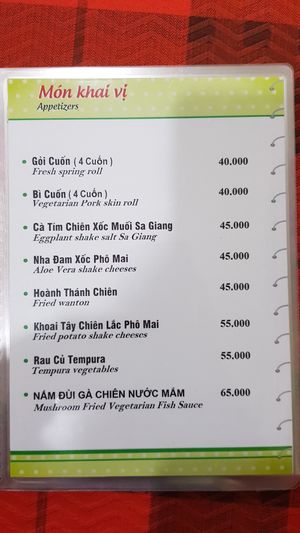 Món khai vị
Appetizers
Gỏi Cuốn ( 4 Cuốn ) 40.000
Fresh spring roll
Bì Cuốn ( 4 Cuốn ) 40.000
Vegetarian Pork skin roll
Cà Tím Chiên Xốc Muối Sa Giang 45.000
Eggplant shake salt Sa Giang
Nha Đam Xốc Phô Mai 45.000
Aloe Vera shake cheeses
Hoành Thánh Chiên 45.000
Fried wanton
Khoai Tây Chiên Lắc Phô Mai 55.000
Fried potato shake cheeses
Rau Củ Tempura 55.000
Tempura vegetables
NẤM ĐÙI GÀ CHIÊN NƯỚC MẮM 65.000
Mushroom Fried Vegetarian Fish Sauce